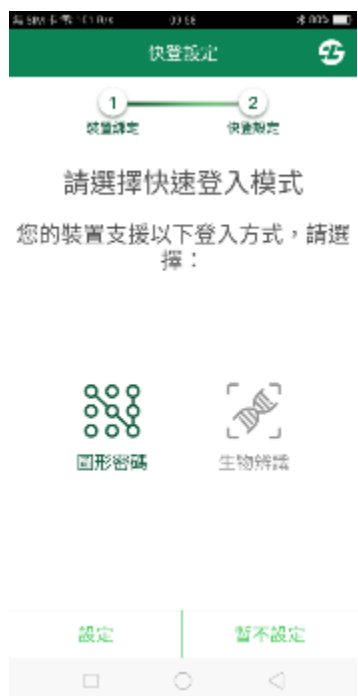 快登設定
1
2
裝置綁定
快登設定
請選擇快速登入模式
您的裝置支援以下登入方式，請選
擇：
圖形密碼
生物辨識
設定
暫不設定